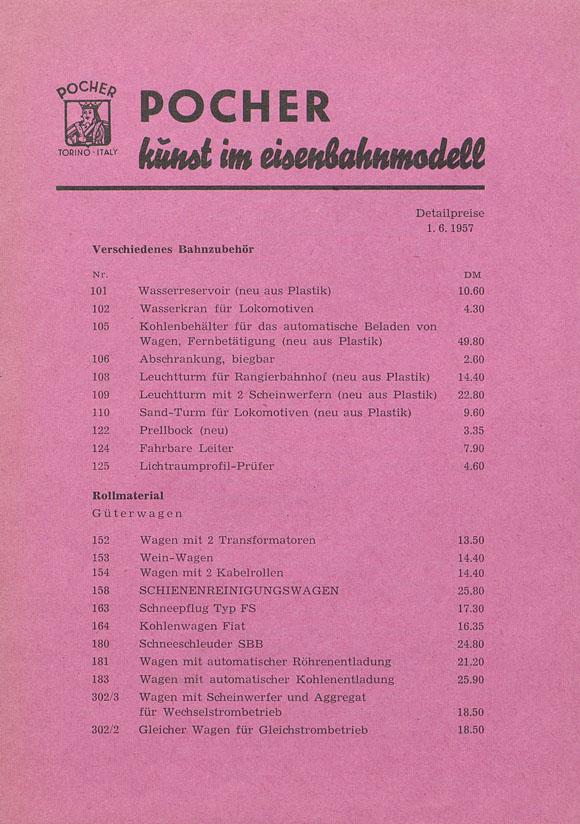 POCHER
TORINO - ITALY
POCHER
kunst im eisenbahnmodell
Detailpreise
1. 6. 1957
Verschiedenes Bahnzubehör
Nr. DM
101 Wasserreservoir (neu aus Plastik) 10.60
102 Wasserkran für Lokomotiven 4.30
105 Kohlenbehälter für das automatische Beladen von
Wagen, Fernbetätigung (neu aus Plastik) 49.80
106 Abschrankung, biegbar 2.60
108 Leuchtturm für Rangierbahnhof (neu aus Plastik) 14.40
109 Leuchtturm mit 2 Scheinwerfern (neu aus Plastik) 22.80
110 Sand-Turm für Lokomotiven (neu aus Plastik) 9.60
122 Prellbock (neu) 3.35
124 Fahrbare Leiter 7.90
125 Lichtraumprofil-Prüfer 4.60
Rollmaterial
Güterwagen
152 Wagen mit 2 Transformatoren 13.50
153 Wein-Wagen 14.40
154 Wagen mit 2 Kabelrollen 14.40
158 SCHIENENREINIGUNGSWAGEN 25.80
163 Schneepflug Typ FS 17.30
164 Kohlenwagen Fiat 16.35
180 Schneeschleuder SBB 24.80
181 Wagen mit automatischer Röhrenentladung 21.20
183 Wagen mit automatischer Kohlenentladung 25.90
302/3 Wagen mit Scheinwerfer und Aggregat
für Wechselstrombetrieb 18.50
302/2 Gleicher Wagen für Gleichstrombetrieb 18.50